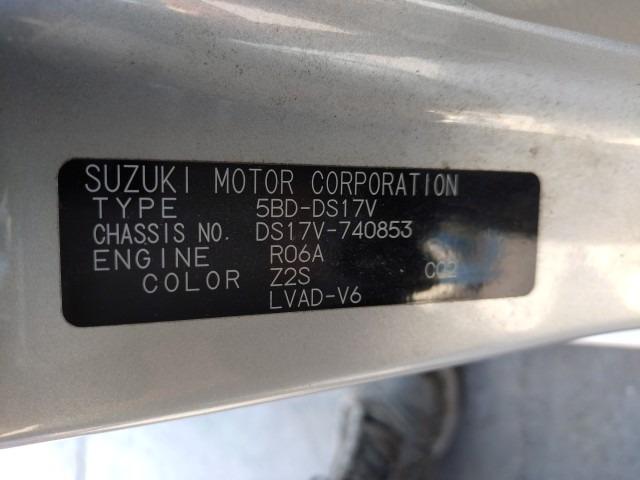 SUZUKI MOTOR CORPORATION
TYPE 5BD-DS17V
CHASSIS NO. DS17V-740853
ENGINE R06A
COLOR Z2S C02
LVAD-V6